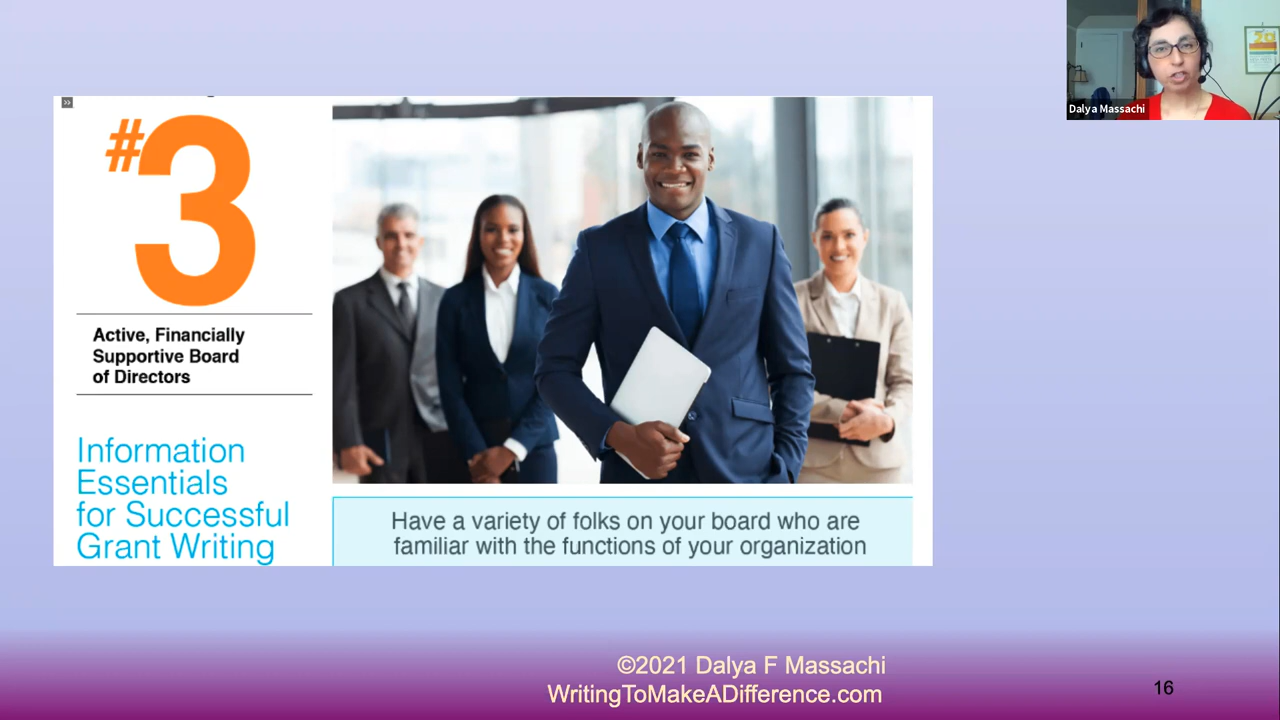 #3
Active, Financially
Supportive Board
of Directors
Information
Essentials
for Successful
Grant Writing
Have a variety of folks on your board who are
familiar with the functions of your organization
Dalya Massachi
©2021 Dalya F Massachi
WritingToMakeADifference.com
16